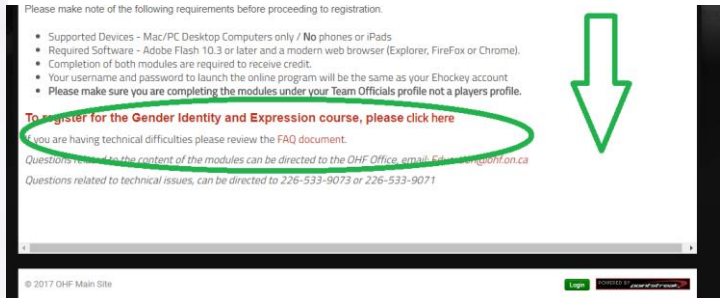 Please make note of the following requirements before proceeding to registration.
• Supported Devices - Mac/PC Desktop Computers only / No phones or iPads
• Required Software - Adobe Flash 10.3 or later and a modern web browser (Explorer, FireFox or Chrome).
• Completion of both modules are required to receive credit.
• Your username and password to launch the online program will be the same as your Ehockey account
• Please make sure you are completing the modules under your Team Officials profile not a players profile.
To register for the Gender Identity and Expression course, please click here
If you are having technical difficulties please review the FAQ document.
Questions related to the content of the modules can be directed to the OHF Office, email: @ohf.on.ca
Questions related to technical issues, can be directed to 226-533-9073 or 226-533-9071
© 2017 OHF Main Site
Login
POWERED BY pointstreak